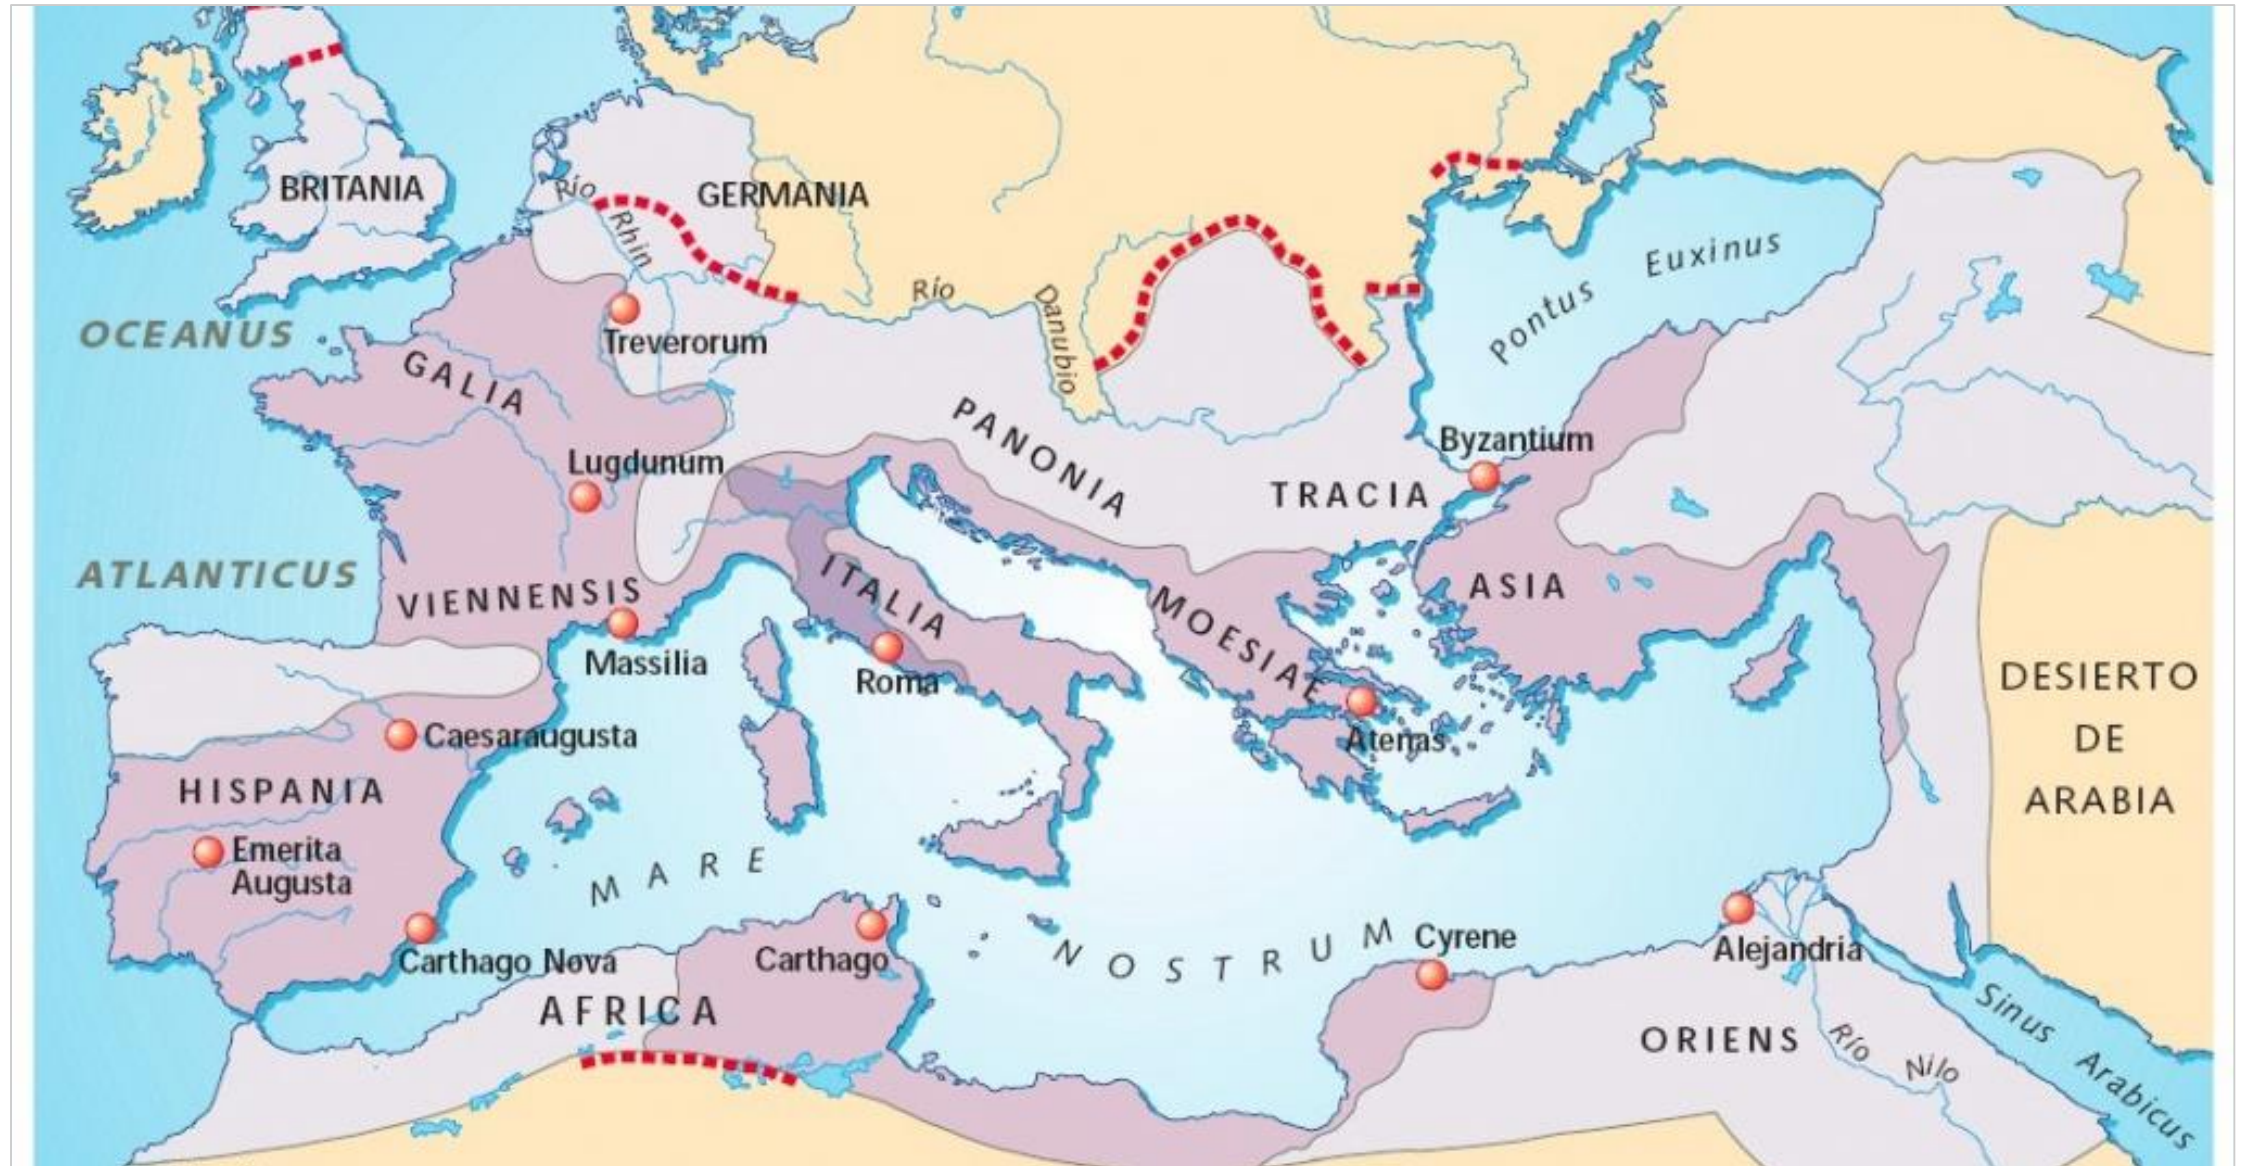 BRITANIA
GERMANIA
Río
Rhin
OCEANUS
Treverorum
Río
Danubio
Pontus Euxinus
GALIA
PANONIA
Byzantium
Lugdunum
TRACIA
ATLANTICUS
VIENNENSIS
ITALIA
MOESIAE
ASIA
Massilia
Roma
DESIERTO
DE
ARABIA
Caesaraugusta
Atenas
HISPANIA
Emerita
Augusta
MARE
NOSTRUM
Carthago Nova
Carthago
Cyrene
Alejandria
AFRICA
ORIENS
Río Nilo
Sinus Arabicus